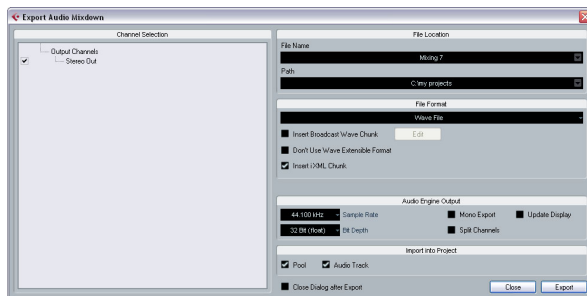 Export Audio Mixdown
Channel Selection
Output Channels
Stereo Out
File Location
File Name
Mixing 7
Path
C:\my projects
File Format
Wave File
Insert Broadcast Wave Chunk
Edit
Don't Use Wave Extensible Format
Insert iXML Chunk
Audio Engine Output
44.100 kHz Sample Rate Mono Export Update Display
32 Bit (float) Bit Depth Split Channels
Import into Project
Pool Audio Track
Close Dialog after Export Close Export